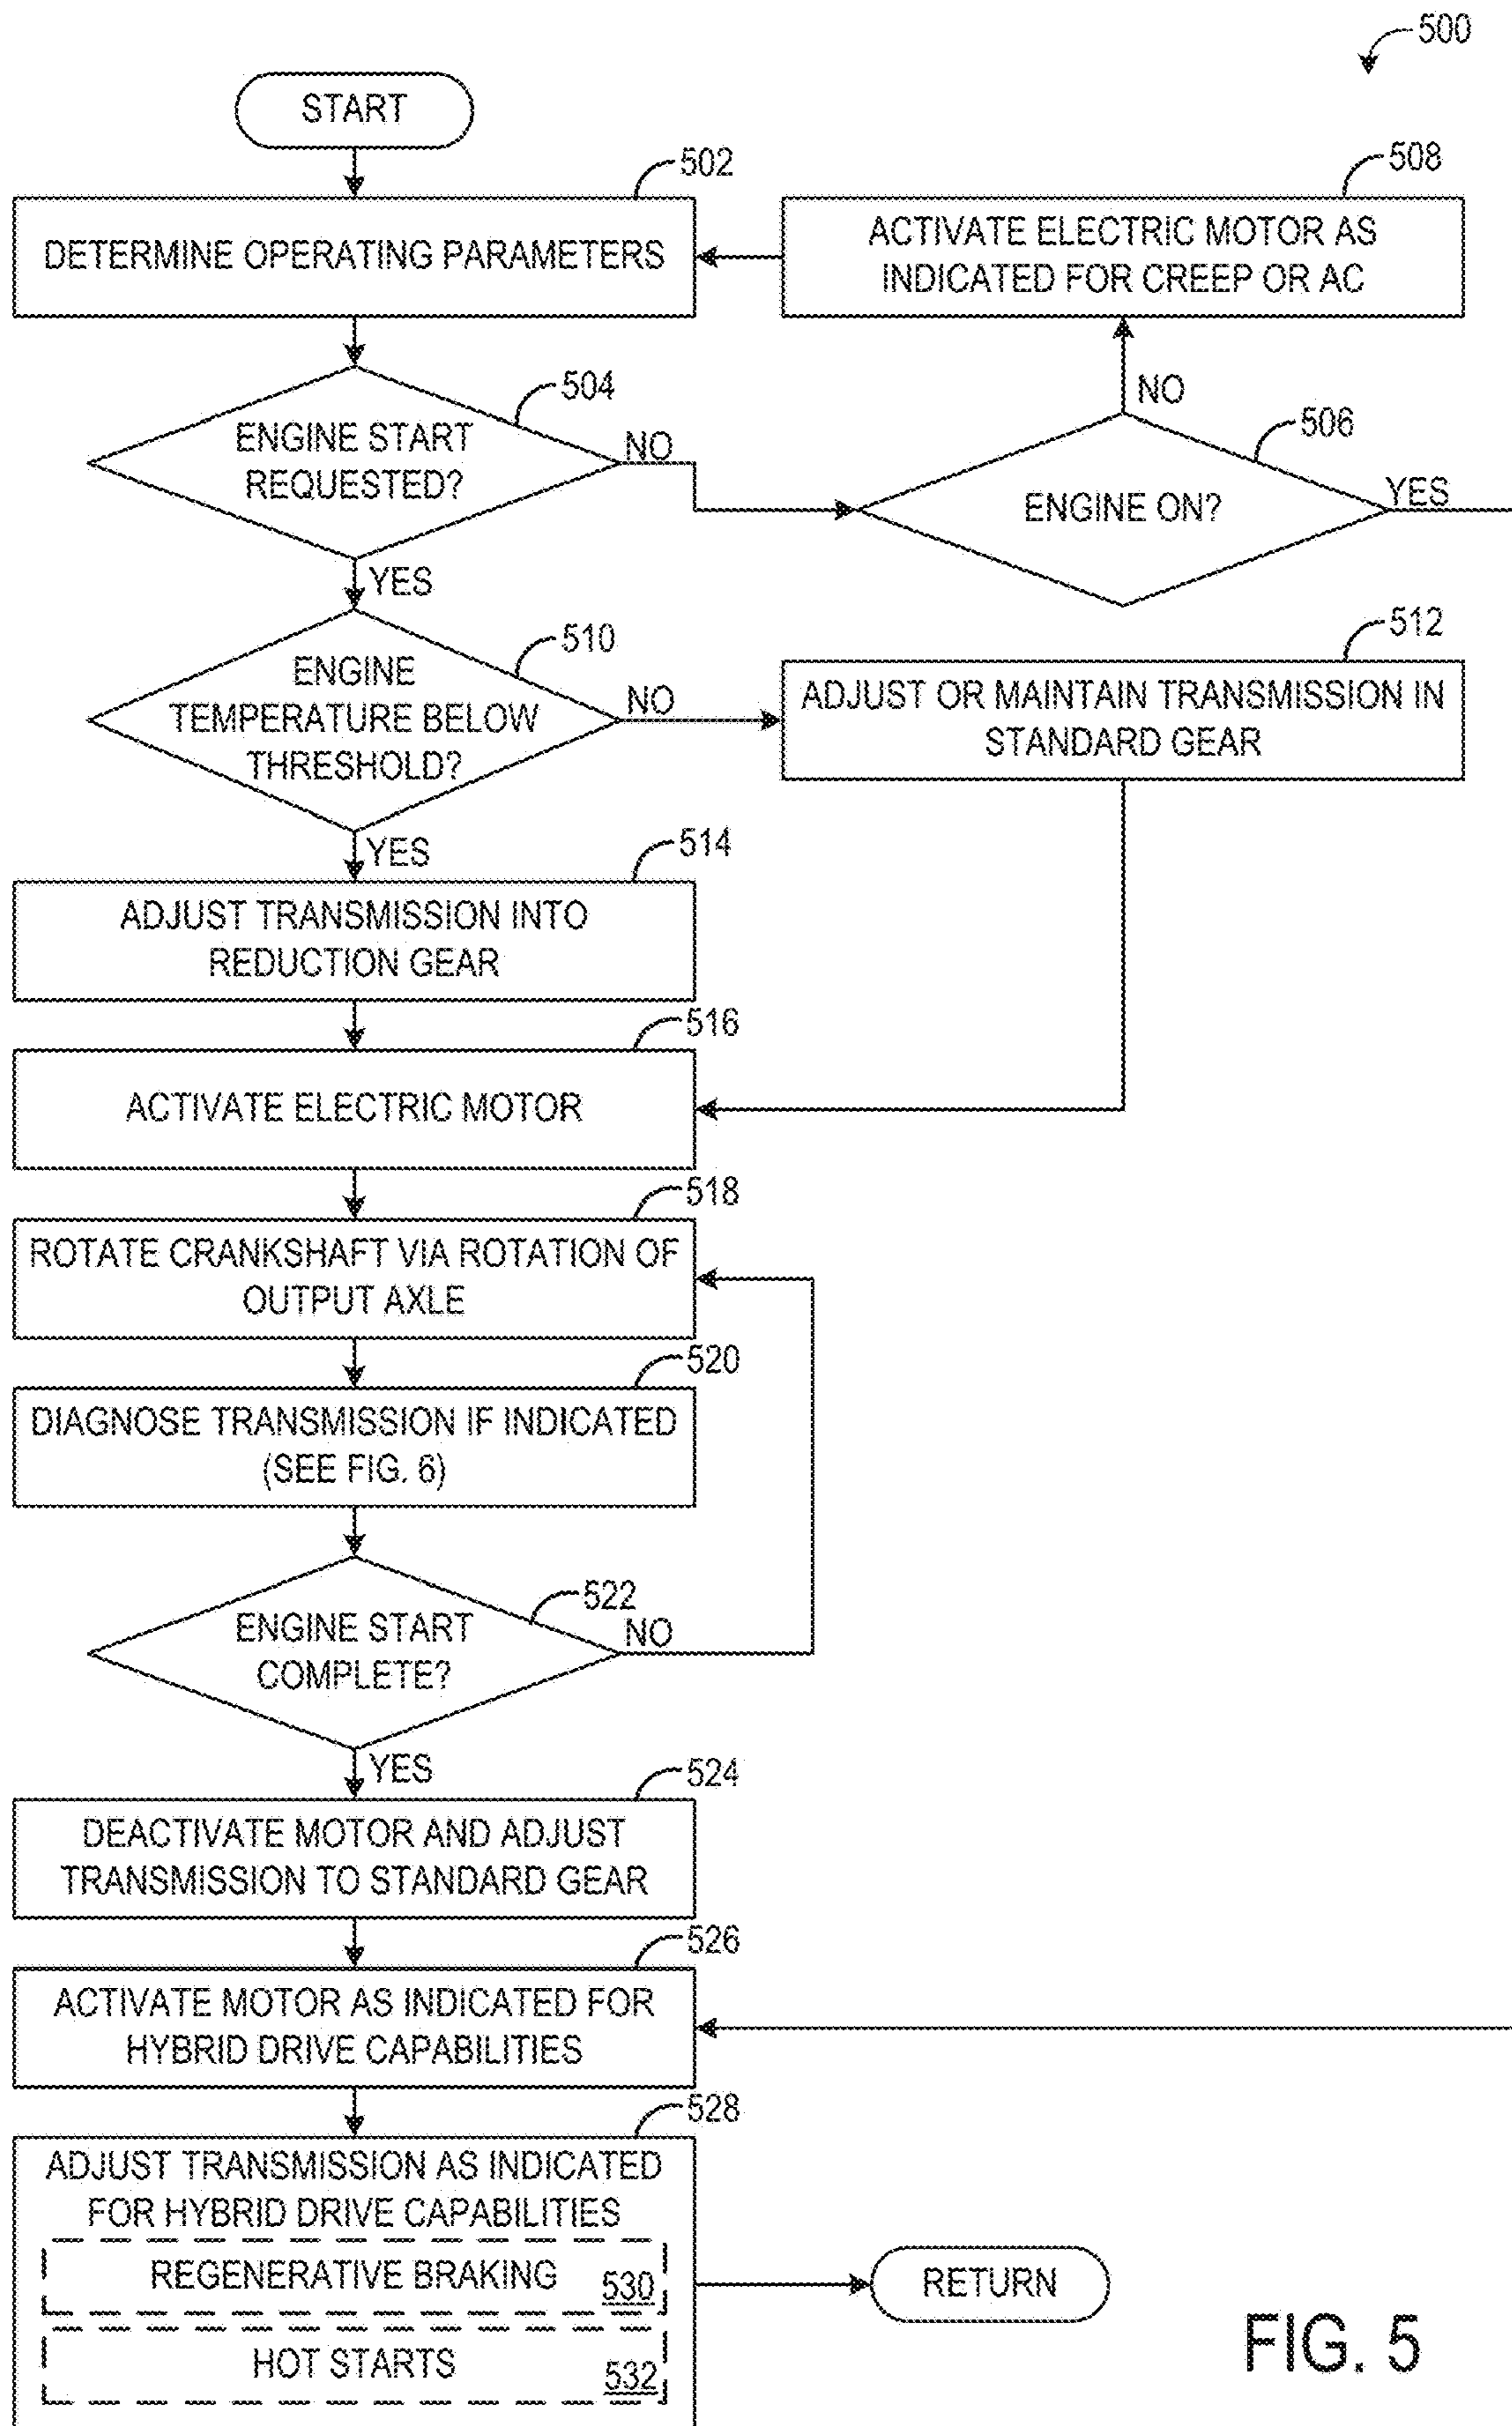 500
START
502
DETERMINE OPERATING PARAMETERS
508
ACTIVATE ELECTRIC MOTOR AS
INDICATED FOR CREEP OR AC
504
ENGINE START
REQUESTED?
NO
YES
NO
506
ENGINE ON?
YES
510
ENGINE
TEMPERATURE BELOW
THRESHOLD?
NO
YES
512
ADJUST OR MAINTAIN TRANSMISSION IN
STANDARD GEAR
514
ADJUST TRANSMISSION INTO
REDUCTION GEAR
516
ACTIVATE ELECTRIC MOTOR
518
ROTATE CRANKSHAFT VIA ROTATION OF
OUTPUT AXLE
520
DIAGNOSE TRANSMISSION IF INDICATED
(SEE FIG. 6)
522
ENGINE START
COMPLETE?
NO
YES
524
DEACTIVATE MOTOR AND ADJUST
TRANSMISSION TO STANDARD GEAR
526
ACTIVATE MOTOR AS INDICATED FOR
HYBRID DRIVE CAPABILITIES
528
ADJUST TRANSMISSION AS INDICATED
FOR HYBRID DRIVE CAPABILITIES
REGENERATIVE BRAKING 530
HOT STARTS 532
RETURN
FIG. 5